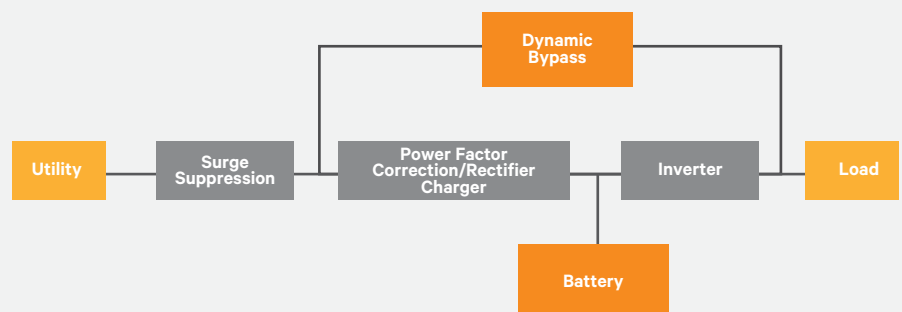 Dynamic
Bypass
Utility
Surge
Suppression
Power Factor
Correction/Rectifier
Charger
Inverter
Load
Battery